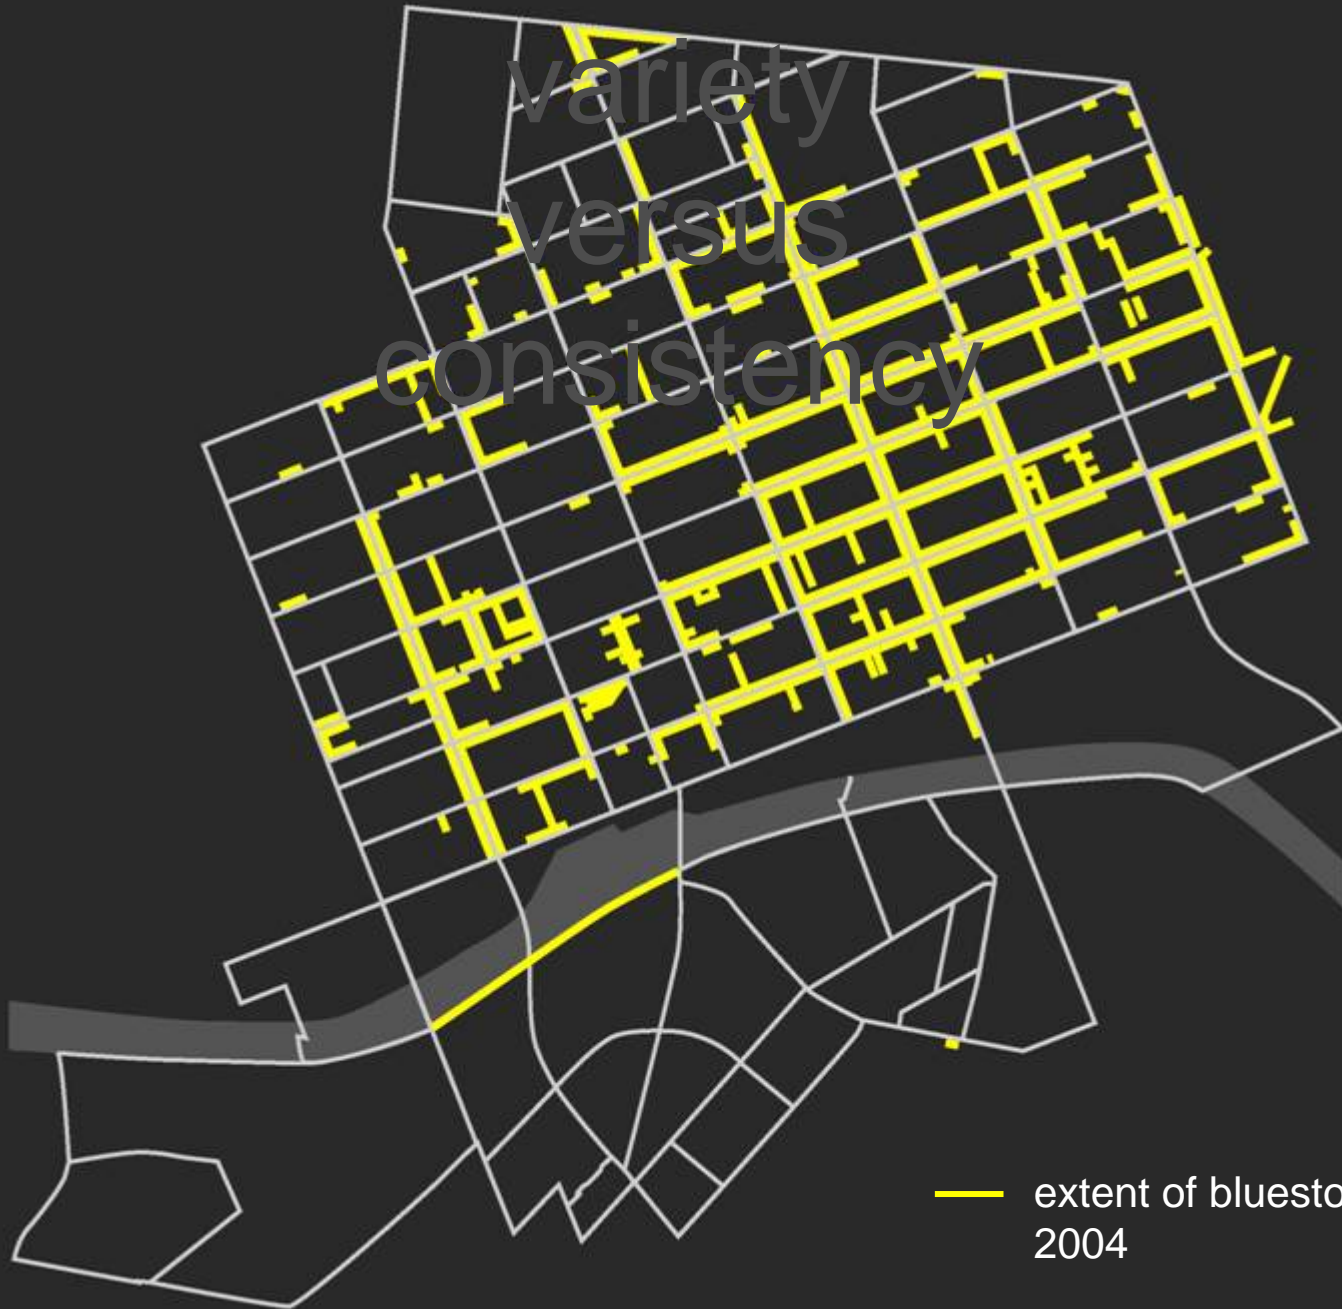 variety
versus
consistency
extent of bluesto
2004